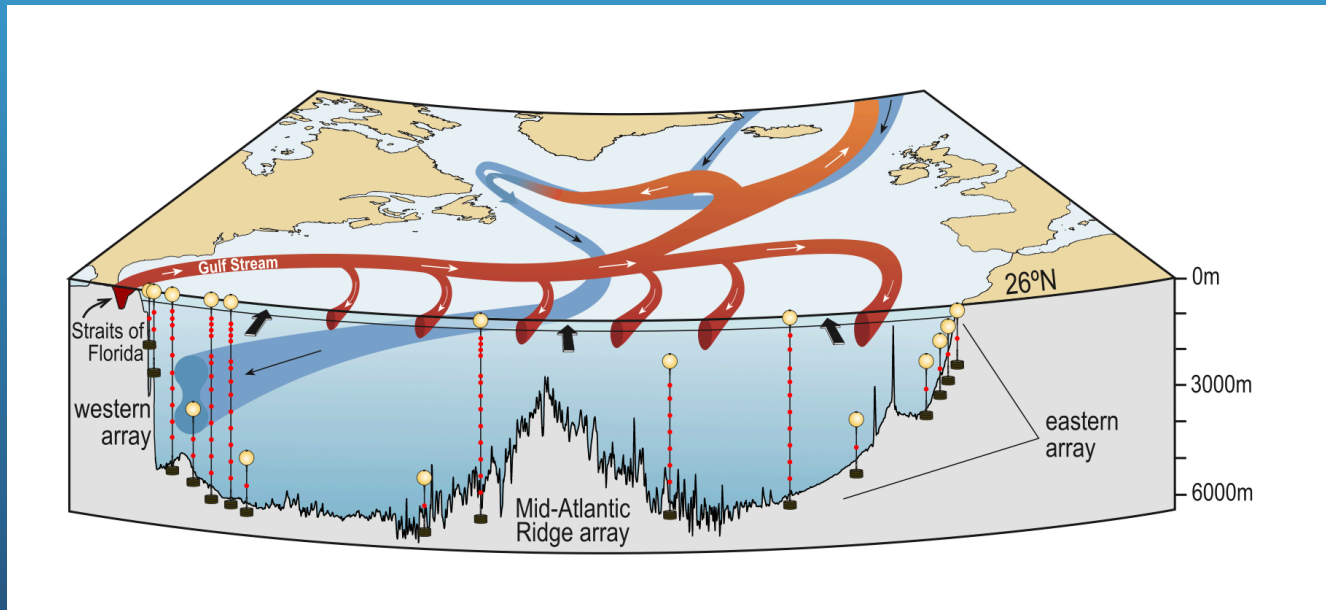 Gulf Stream
26ºN
0m
Straits of
Florida
3000m
western
array
eastern
array
6000m
Mid-Atlantic
Ridge array